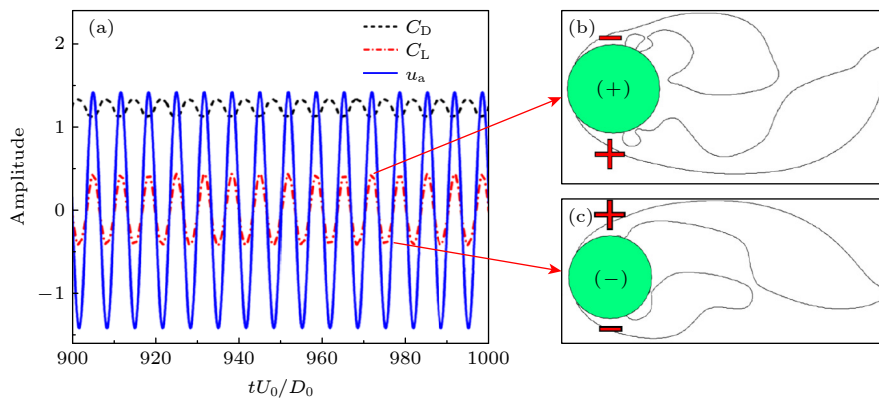 (a)
C_D
C_L
u_a
Amplitude
2
1
0
−1
900 920 940 960 980 1000
tU_0/D_0
(b)
−
(+)
+
(c)
+
(−)
−